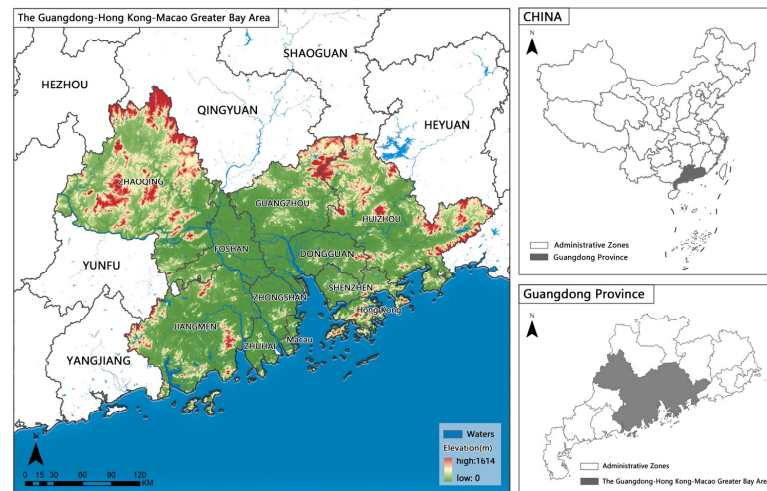 The Guangdong-Hong Kong-Macao Greater Bay Area
SHAOGUAN
HEZHOU
QINGYUAN
HEYUAN
ZHAOQING
GUANGZHOU
HUIZHOU
FOSHAN
DONGGUAN
YUNFU
SHENZHEN
ZHONGSHAN
Hong Kong
JIANGMEN
Macau
ZHUHAI
YANGJIANG
Waters
Elevation(m)
high:1614
low: 0
0 15 30 60 90 120
KM
CHINA
N
Administrative Zones
Guangdong Province
Guangdong Province
N
Administrative Zones
The Guangdong-Hong Kong-Macao Greater Bay Area
N